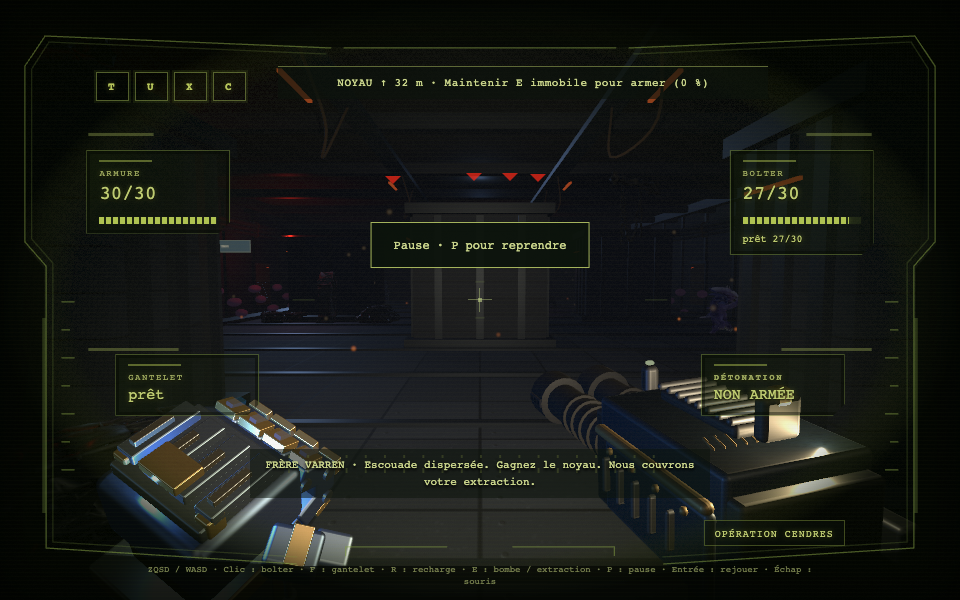 T U X C
NOYAU ↑ 32 m · Maintenir E immobile pour armer (0 %)
ARMURE
30/30
BOLTER
27/30
prêt 27/30
Pause · P pour reprendre
GANTELET
prêt
DÉTONATION
NON ARMÉE
FRÈRE VARREN · Escouade dispersée. Gagnez le noyau. Nous couvrons
votre extraction.
OPÉRATION CENDRES
ZQSD / WASD · Clic : bolter · F : gantelet · R : recharge · E : bombe / extraction · P : pause · Entrée : rejouer · Échap :
souris